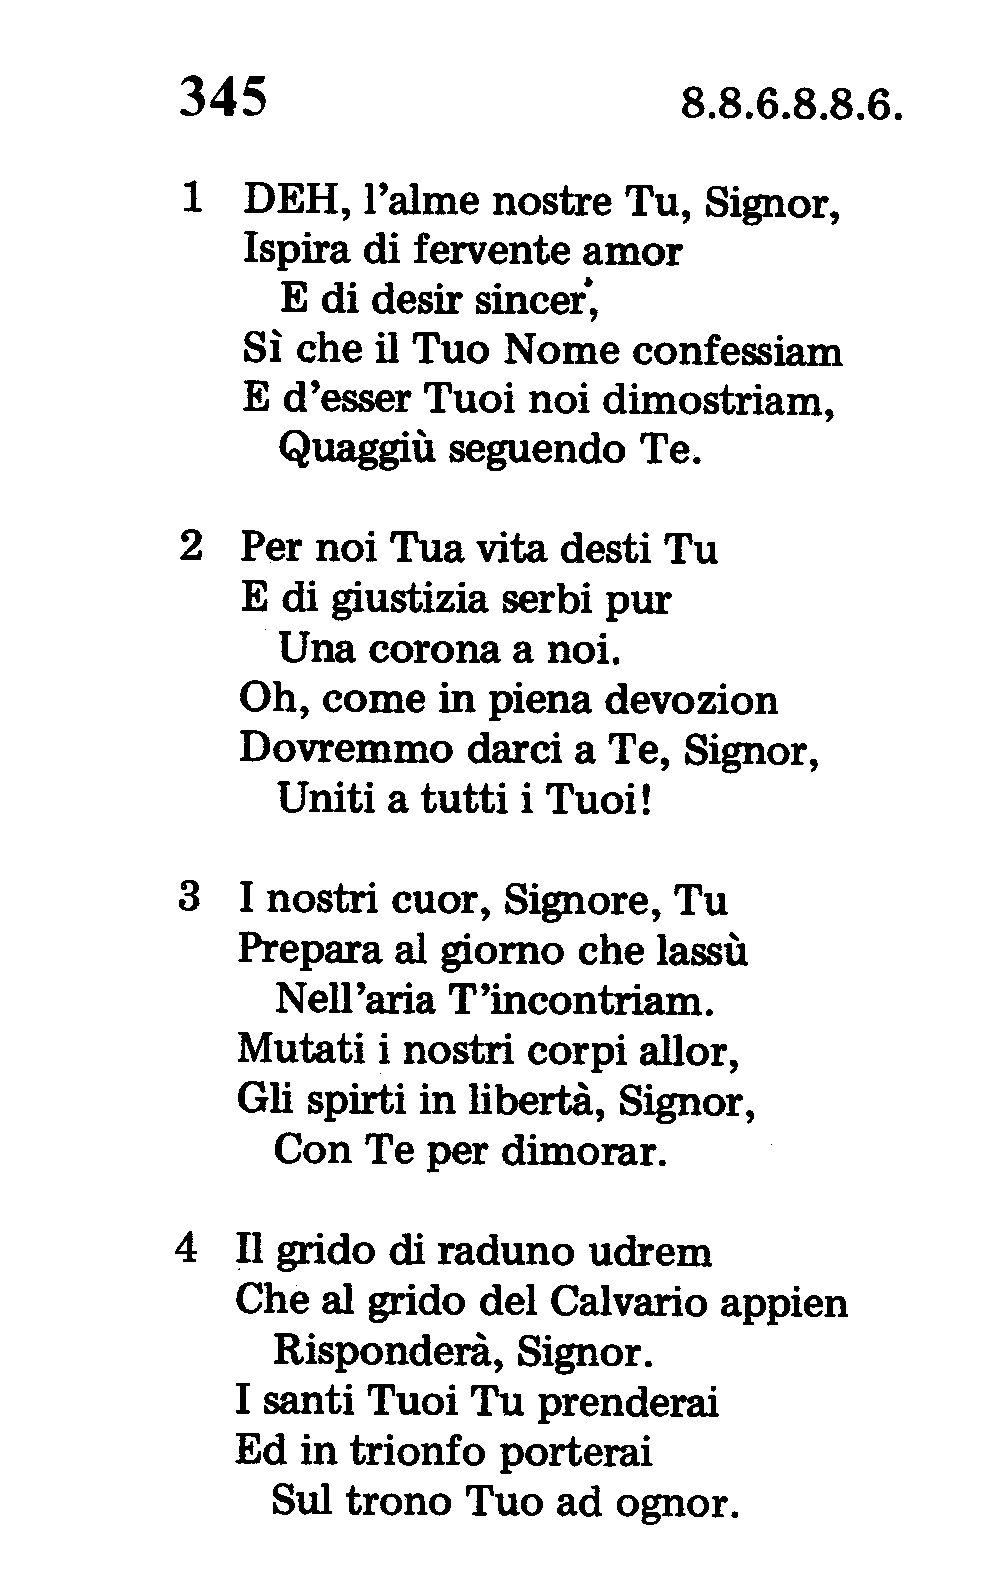 345 8.8.6.8.8.6.
1 DEH, l'alme nostre Tu, Signor,
Ispira di fervente amor
E di desir sincer,
Sì che il Tuo Nome confessiam
E d'esser Tuoi noi dimostriam,
Quaggiù seguendo Te.
2 Per noi Tua vita desti Tu
E di giustizia serbi pur
Una corona a noi.
Oh, come in piena devozion
Dovremmo darci a Te, Signor,
Uniti a tutti i Tuoi!
3 I nostri cuor, Signore, Tu
Prepara al giorno che lassù
Nell'aria T'incontriam.
Mutati i nostri corpi allor,
Gli spirti in libertà, Signor,
Con Te per dimorar.
4 Il grido di raduno udrem
Che al grido del Calvario appien
Risponderà, Signor.
I santi Tuoi Tu prenderai
Ed in trionfo porterai
Sul trono Tuo ad ognor.